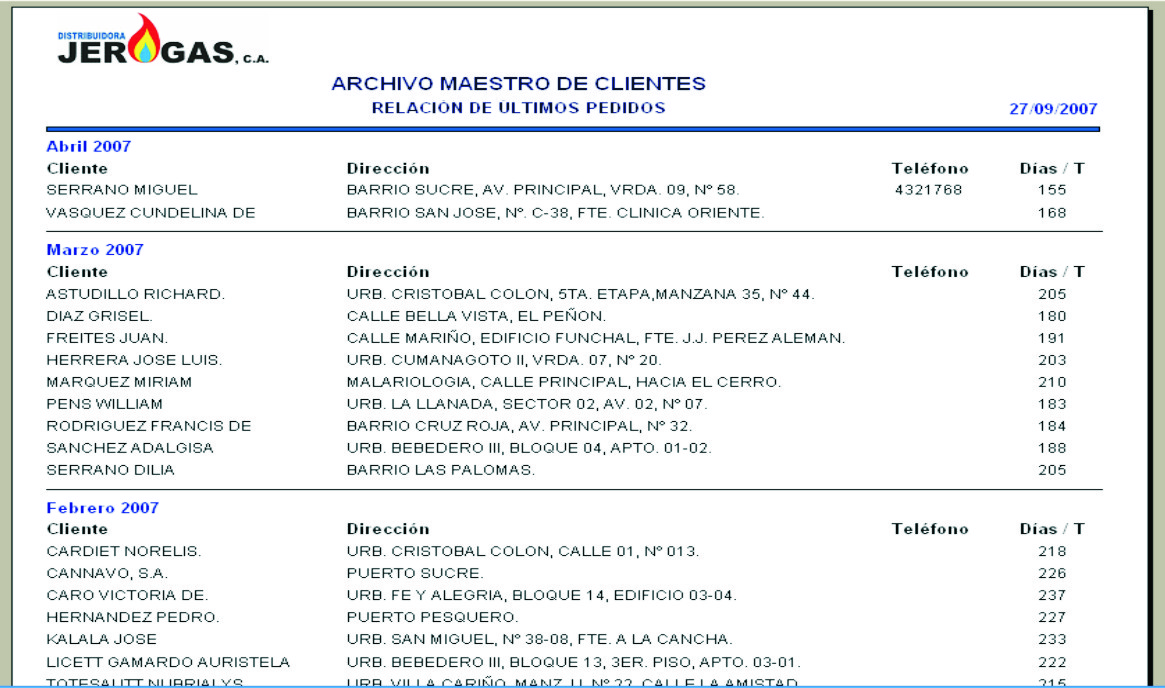 DISTRIBUIDORA
JEROGAS, C.A.
ARCHIVO MAESTRO DE CLIENTES
RELACIÓN DE ÚLTIMOS PEDIDOS 27/09/2007
Abril 2007
Cliente Dirección Teléfono Días / T
SERRANO MIGUEL BARRIO SUCRE, AV. PRINCIPAL, VRDA. 09, Nº 58. 4321768 155
VASQUEZ CUNDELINA DE BARRIO SAN JOSE, Nº. C-38, FTE. CLINICA ORIENTE. 168
Marzo 2007
Cliente Dirección Teléfono Días / T
ASTUDILLO RICHARD. URB. CRISTOBAL COLON, 5TA. ETAPA,MANZANA 35, Nº 44. 205
DIAZ GRISEL. CALLE BELLA VISTA, EL PEÑON. 180
FREITES JUAN. CALLE MARIÑO, EDIFICIO FUNCHAL, FTE. J.J. PEREZ ALEMAN. 191
HERRERA JOSE LUIS. URB. CUMANAGOTO II, VRDA. 07, Nº 20. 203
MARQUEZ MIRIAM MALARIOLOGIA, CALLE PRINCIPAL, HACIA EL CERRO. 210
PENS WILLIAM URB. LA LLANADA, SECTOR 02, AV. 02, Nº 07. 183
RODRIGUEZ FRANCIS DE BARRIO CRUZ ROJA, AV. PRINCIPAL, Nº 32. 184
SANCHEZ ADALGISA URB. BEBEDERO III, BLOQUE 04, APTO. 01-02. 188
SERRANO DILIA BARRIO LAS PALOMAS. 205
Febrero 2007
Cliente Dirección Teléfono Días / T
CARDIET NORELIS. URB. CRISTOBAL COLON, CALLE 01, Nº 013. 218
CANNAVO, S.A. PUERTO SUCRE. 226
CARO VICTORIA DE. URB. FE Y ALEGRIA, BLOQUE 14, EDIFICIO 03-04. 237
HERNANDEZ PEDRO. PUERTO PESQUERO. 227
KALALA JOSE URB. SAN MIGUEL, Nº 38-08, FTE. A LA CANCHA. 233
LICETT GAMARDO AURISTELA URB. BEBEDERO III, BLOQUE 13, 3ER. PISO, APTO. 03-01. 222
URB. VILLA CARIÑO, MANZ. Nº 22, CALLE LA AMISTAD 215